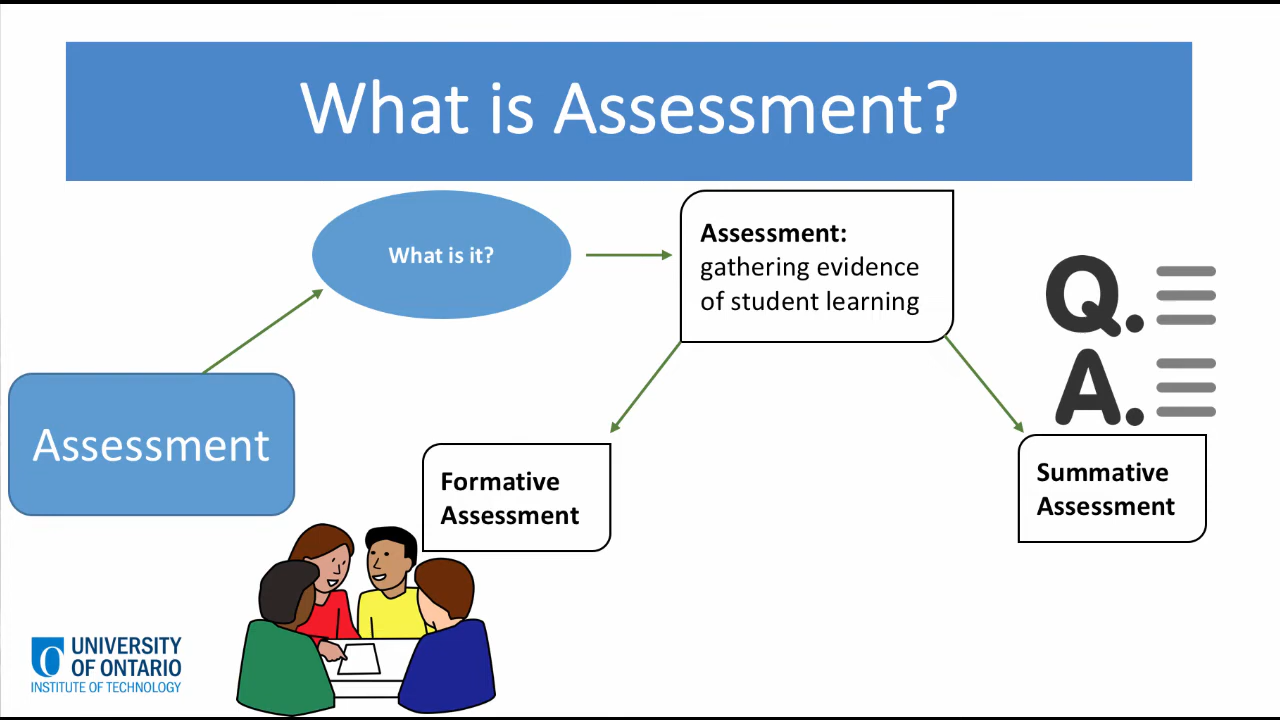 What is Assessment?
What is it?
Assessment:
gathering evidence
of student learning
Q.
A.
Assessment
Formative
Assessment
Summative
Assessment
UNIVERSITY
OF ONTARIO
INSTITUTE OF TECHNOLOGY